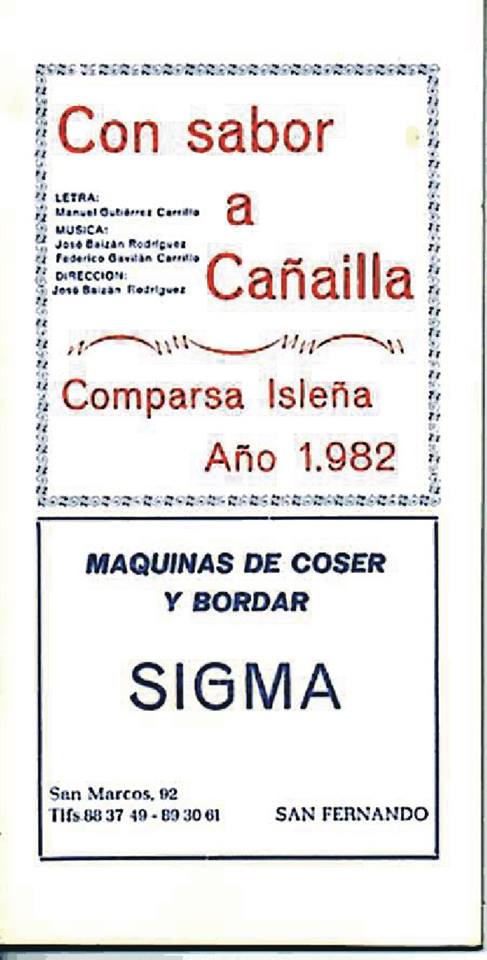 Con sabor
a
Cañailla
LETRA:
Manuel Gutiérrez Carrillo
MUSICA:
José Baizán Rodríguez
Federico Gavilán Carrillo
DIRECCION:
José Baizán Rodríguez
Comparsa Isleña
Año 1.982
MAQUINAS DE COSER
Y BORDAR
SIGMA
San Marcos, 92
Tlfs.88 37 49 - 89 30 61
SAN FERNANDO